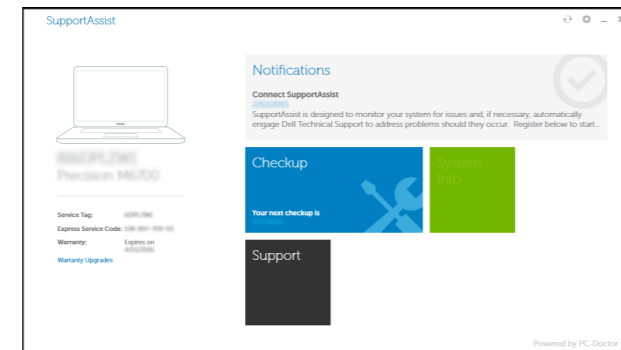 SupportAssist
DELL
Precision M6700
Service Tag:
Express Service Code:
Warranty: Expires on
Warranty Upgrades
Notifications
Connect SupportAssist
SupportAssist is designed to monitor your system for issues and, if necessary, automatically
engage Dell Technical Support to address problems should they occur. Register below to start...
Checkup
Your next checkup is
System
Info
Support
Powered by PC-Doctor